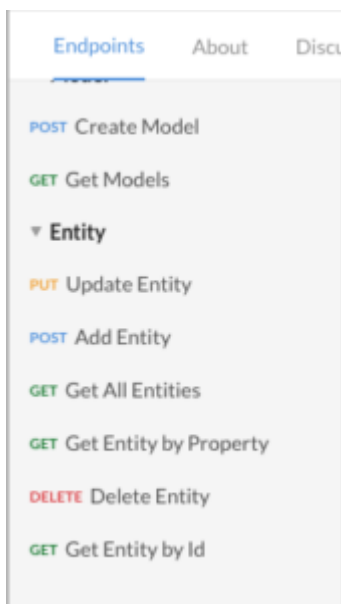 Endpoints About
POST Create Model
GET Get Models
Entity
PUT Update Entity
POST Add Entity
GET Get All Entities
GET Get Entity by Property
DELETE Delete Entity
GET Get Entity by Id